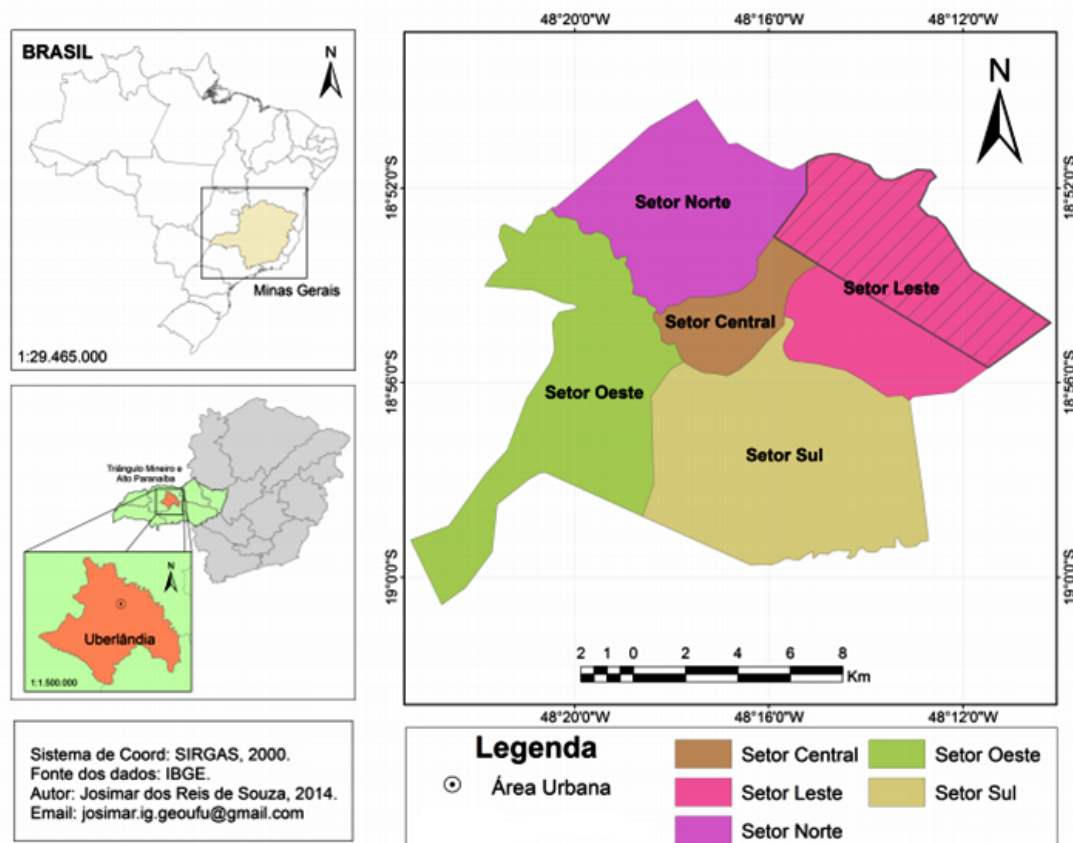 BRASIL
N
Minas Gerais
1:29.465.000
Triângulo Mineiro e
Alto Paranaíba
N
Uberlândia
1:1.500.000
Sistema de Coord: SIRGAS, 2000.
Fonte dos dados: IBGE.
Autor: Josimar dos Reis de Souza, 2014.
Email: josimar.ig.geoufu@gmail.com
48°20'0"W 48°16'0"W 48°12'0"W
N
18°52'0"S 18°52'0"S
Setor Norte
Setor Leste
Setor Central
18°56'0"S 18°56'0"S
Setor Oeste
Setor Sul
19°0'0"S 19°0'0"S
2 1 0 2 4 6 8
Km
48°20'0"W 48°16'0"W 48°12'0"W
Legenda
Área Urbana
Setor Central
Setor Leste
Setor Norte
Setor Oeste
Setor Sul